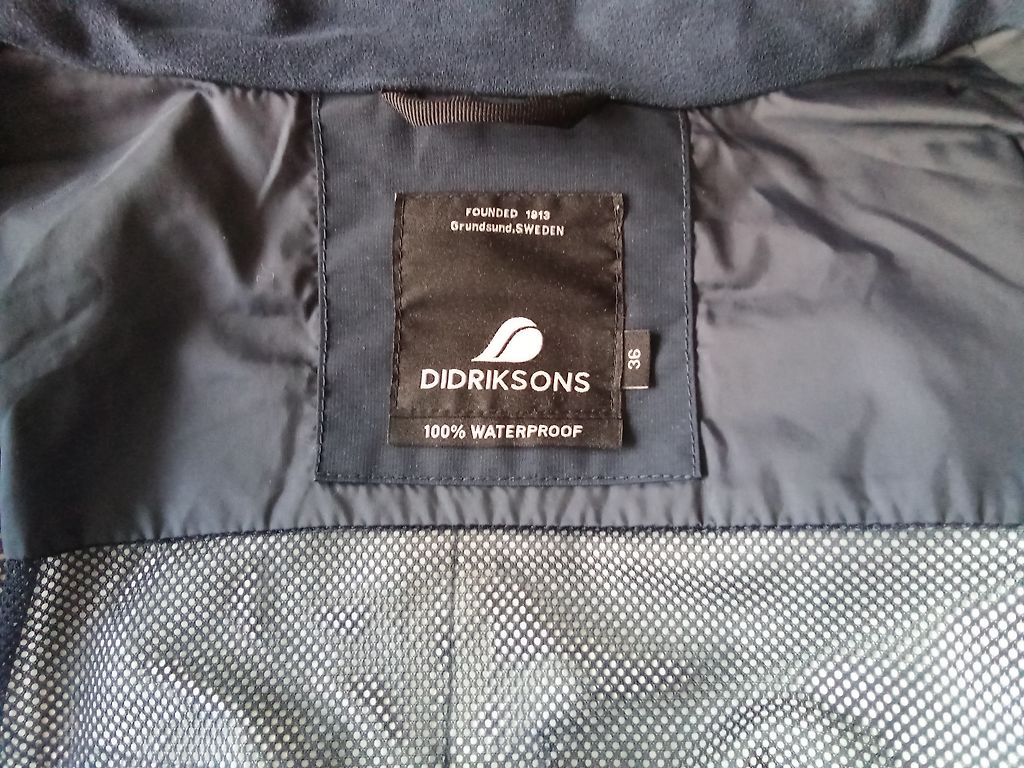 FOUNDED 1913
Grundsund,SWEDEN
DIDRIKSONS
36
100% WATERPROOF